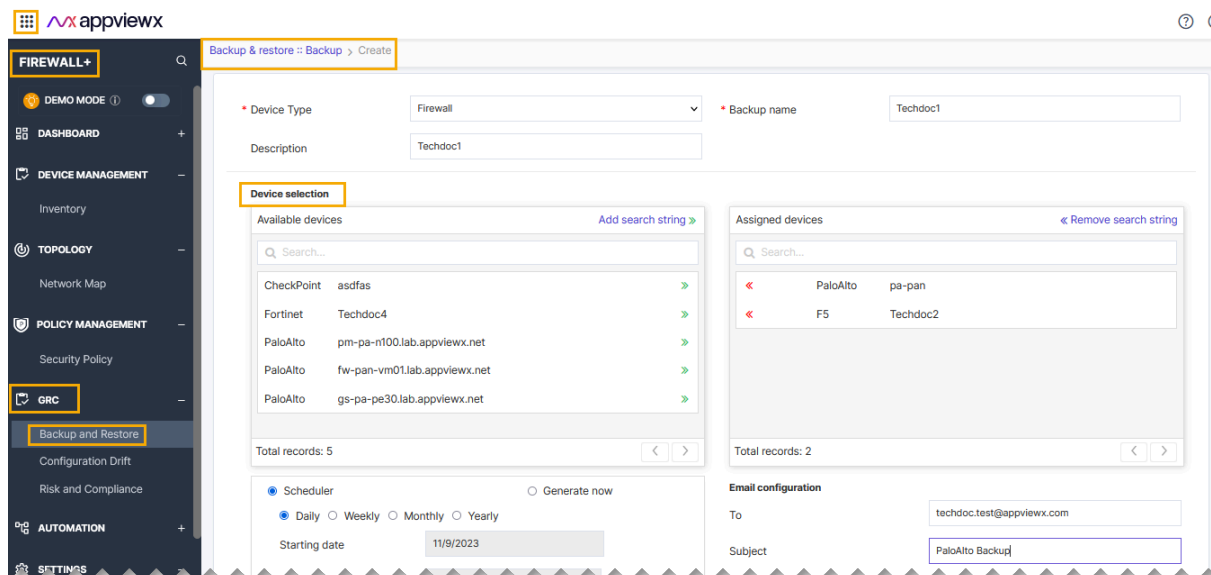 appviewx
FIREWALL+
Backup & restore :: Backup > Create
DEMO MODE
DASHBOARD
DEVICE MANAGEMENT
Inventory
TOPOLOGY
Network Map
POLICY MANAGEMENT
Security Policy
GRC
Backup and Restore
Configuration Drift
Risk and Compliance
AUTOMATION
SETTINGS
* Device Type Firewall * Backup name Techdoc1
Description Techdoc1
Device selection
Available devices Add search string »
Search...
CheckPoint asdfas »
Fortinet Techdoc4 »
PaloAlto pm-pa-n100.lab.appviewx.net »
PaloAlto fw-pan-vm01.lab.appviewx.net »
PaloAlto gs-pa-pe30.lab.appviewx.net »
Total records: 5
Assigned devices « Remove search string
Search...
« PaloAlto pa-pan
« F5 Techdoc2
Total records: 2
Scheduler Generate now
Daily Weekly Monthly Yearly
Starting date 11/9/2023
Email configuration
To techdoc.test@appviewx.com
Subject PaloAlto Backup